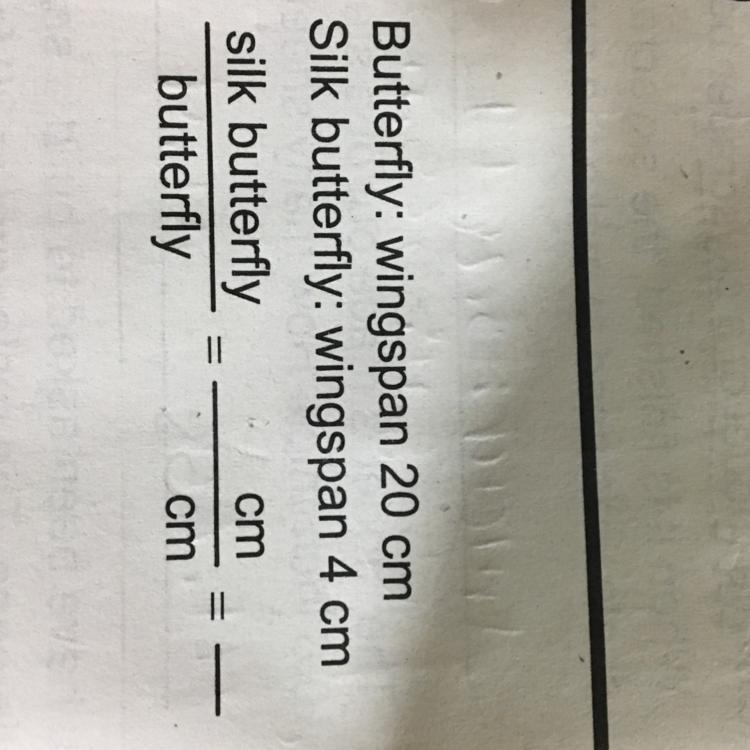 Butterfly: wingspan 20 cm
Silk butterfly: wingspan 4 cm
silk butterfly
butterfly
=
cm
cm
=